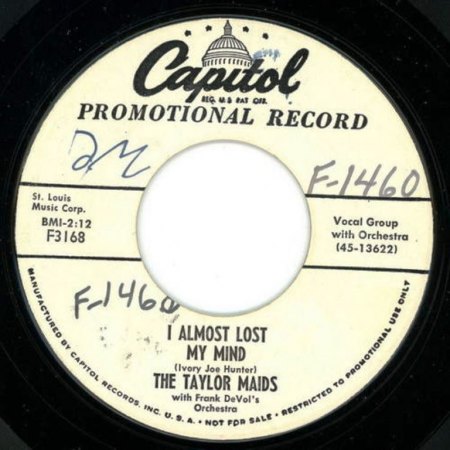 Capitol
REG. U.S. PAT. OFF.
PROMOTIONAL RECORD
F-1460
St. Louis
Music Corp.
BMI-2:12
F3168
Vocal Group
with Orchestra
(45-13622)
F-1460
I ALMOST LOST
MY MIND
(Ivory Joe Hunter)
THE TAYLOR MAIDS
with Frank DeVol's
Orchestra
MANUFACTURED BY CAPITOL RECORDS, INC. U.S.A. • NOT FOR SALE • RESTRICTED FOR PROMOTIONAL USE ONLY